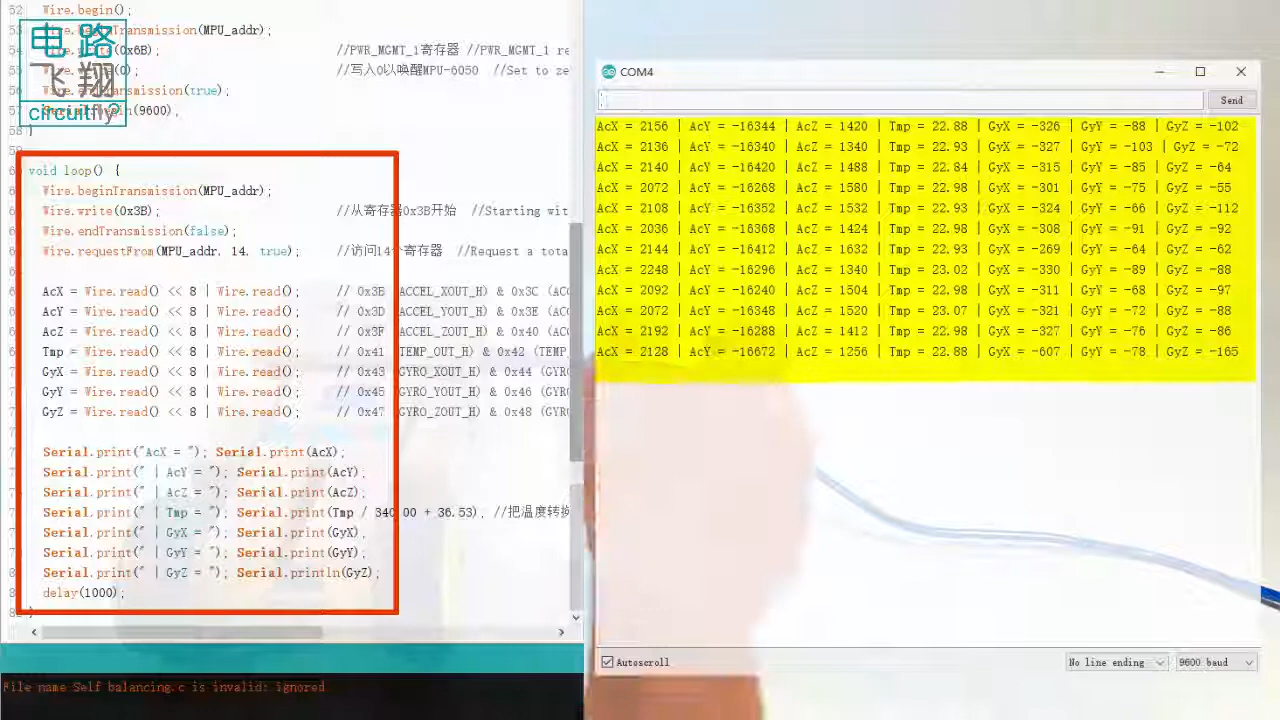 电路
飞翔
circuitfly
Wire.begin();
(MPU_addr);
(0x6B); //PWR_MGMT_1寄存器 //PWR_MGMT_1 re
(0); //写入0以唤醒MPU-6050 //Set to ze
(true);
(9600),
}
void loop() {
Wire.beginTransmission(MPU_addr);
Wire.write(0x3B); //从寄存器0x3B开始 //Starting wit
Wire.endTransmission(false);
Wire.requestFrom(MPU_addr, 14, true); //访问14个寄存器 //Request a tota
AcX = Wire.read() << 8 | Wire.read(); // 0x3B ACCEL_XOUT_H) & 0x3C (ACC
AcY = Wire.read() << 8 | Wire.read(); // 0x3D ACCEL_YOUT_H) & 0x3E (ACC
AcZ = Wire.read() << 8 | Wire.read(); // 0x3F ACCEL_ZOUT_H) & 0x40 (ACC
Tmp = Wire.read() << 8 | Wire.read(); // 0x41 TEMP_OUT_H) & 0x42 (TEMP_
GyX = Wire.read() << 8 | Wire.read(); // 0x43 GYRO_XOUT_H) & 0x44 (GYRO
GyY = Wire.read() << 8 | Wire.read(); // 0x45 GYRO_YOUT_H) & 0x46 (GYRO
GyZ = Wire.read() << 8 | Wire.read(); // 0x47 GYRO_ZOUT_H) & 0x48 (GYRO
Serial.print("AcX = "); Serial.print(AcX);
Serial.print(" | AcY = "); Serial.print(AcY);
Serial.print(" | AcZ = "); Serial.print(AcZ);
Serial.print(" | Tmp = "); Serial.print(Tmp / 340.00 + 36.53), //把温度转换
Serial.print(" | GyX = "); Serial.print(GyX),
Serial.print(" | GyY = "); Serial.print(GyY);
Serial.print(" | GyZ = "); Serial.println(GyZ);
delay(1000);
File name Self balancing.c is invalid: ignored
COM4
Send
AcX = 2156 | AcY = -16344 | AcZ = 1420 | Tmp = 22.88 | GyX = -326 | GyY = -88 | GyZ = -102
AcX = 2136 | AcY = -16340 | AcZ = 1340 | Tmp = 22.93 | GyX = -327 | GyY = -103 | GyZ = -72
AcX = 2140 | AcY = -16420 | AcZ = 1488 | Tmp = 22.84 | GyX = -315 | GyY = -85 | GyZ = -64
AcX = 2072 | AcY = -16268 | AcZ = 1580 | Tmp = 22.98 | GyX = -301 | GyY = -75 | GyZ = -55
AcX = 2108 | AcY = -16352 | AcZ = 1532 | Tmp = 22.93 | GyX = -324 | GyY = -66 | GyZ = -112
AcX = 2036 | AcY = -16368 | AcZ = 1424 | Tmp = 22.98 | GyX = -308 | GyY = -91 | GyZ = -92
AcX = 2144 | AcY = -16412 | AcZ = 1632 | Tmp = 22.93 | GyX = -269 | GyY = -64 | GyZ = -62
AcX = 2248 | AcY = -16296 | AcZ = 1340 | Tmp = 23.02 | GyX = -330 | GyY = -89 | GyZ = -88
AcX = 2092 | AcY = -16240 | AcZ = 1504 | Tmp = 22.98 | GyX = -311 | GyY = -68 | GyZ = -97
AcX = 2072 | AcY = -16348 | AcZ = 1520 | Tmp = 23.07 | GyX = -321 | GyY = -72 | GyZ = -88
AcX = 2192 | AcY = -16288 | AcZ = 1412 | Tmp = 22.98 | GyX = -327 | GyY = -76 | GyZ = -86
AcX = 2128 | AcY = -16672 | AcZ = 1256 | Tmp = 22.88 | GyX = -607 | GyY = -78 | GyZ = -165
Autoscroll
No line ending
9600 baud